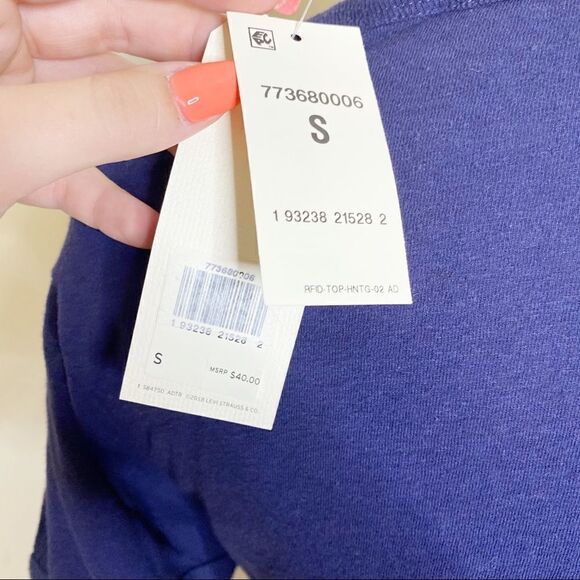 773680006
S
1 93238 21528 2
RFID-TOP-HNTG-02 AD
773680006
1 93238 21528 2
S
MSRP $40.00
©2018 LEVI STRAUSS & CO.